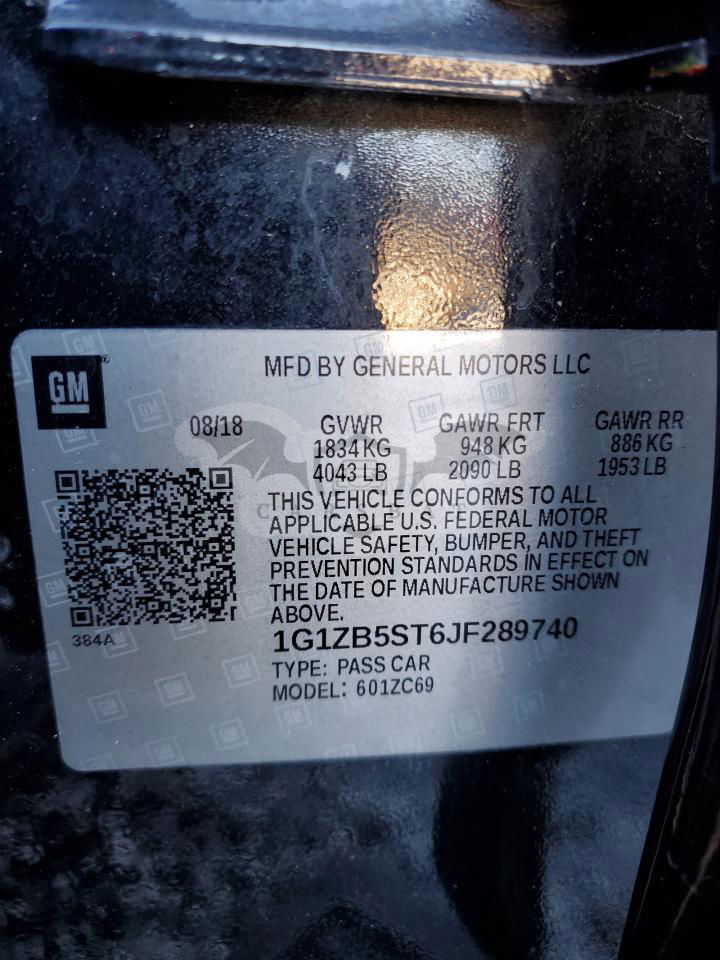 GM
MFD BY GENERAL MOTORS LLC
08/18 GVWR GAWR FRT GAWR RR
1834 KG 948 KG 886 KG
4043 LB 2090 LB 1953 LB
THIS VEHICLE CONFORMS TO ALL
APPLICABLE U.S. FEDERAL MOTOR
VEHICLE SAFETY, BUMPER, AND THEFT
PREVENTION STANDARDS IN EFFECT ON
THE DATE OF MANUFACTURE SHOWN
ABOVE.
384A
1G1ZB5ST6JF289740
TYPE: PASS CAR
MODEL: 601ZC69